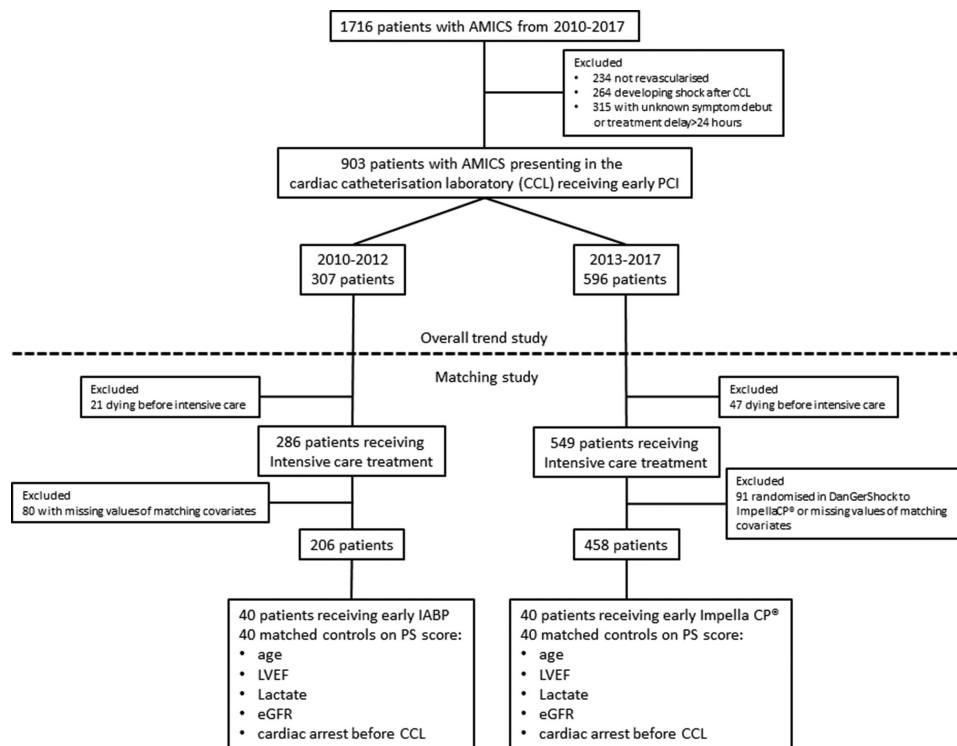 1716 patients with AMICS from 2010-2017
Excluded
• 234 not revascularised
• 264 developing shock after CCL
• 315 with unknown symptom debut
or treatment delay>24 hours
903 patients with AMICS presenting in the
cardiac catheterisation laboratory (CCL) receiving early PCI
2010-2012
307 patients
2013-2017
596 patients
Overall trend study
Matching study
Excluded
21 dying before intensive care
Excluded
47 dying before intensive care
286 patients receiving
Intensive care treatment
549 patients receiving
Intensive care treatment
Excluded
80 with missing values of matching covariates
Excluded
91 randomised in DanGerShock to
ImpellaCP® or missing values of matching
covariates
206 patients
458 patients
40 patients receiving early IABP
40 matched controls on PS score:
• age
• LVEF
• Lactate
• eGFR
• cardiac arrest before CCL
40 patients receiving early Impella CP®
40 matched controls on PS score:
• age
• LVEF
• Lactate
• eGFR
• cardiac arrest before CCL